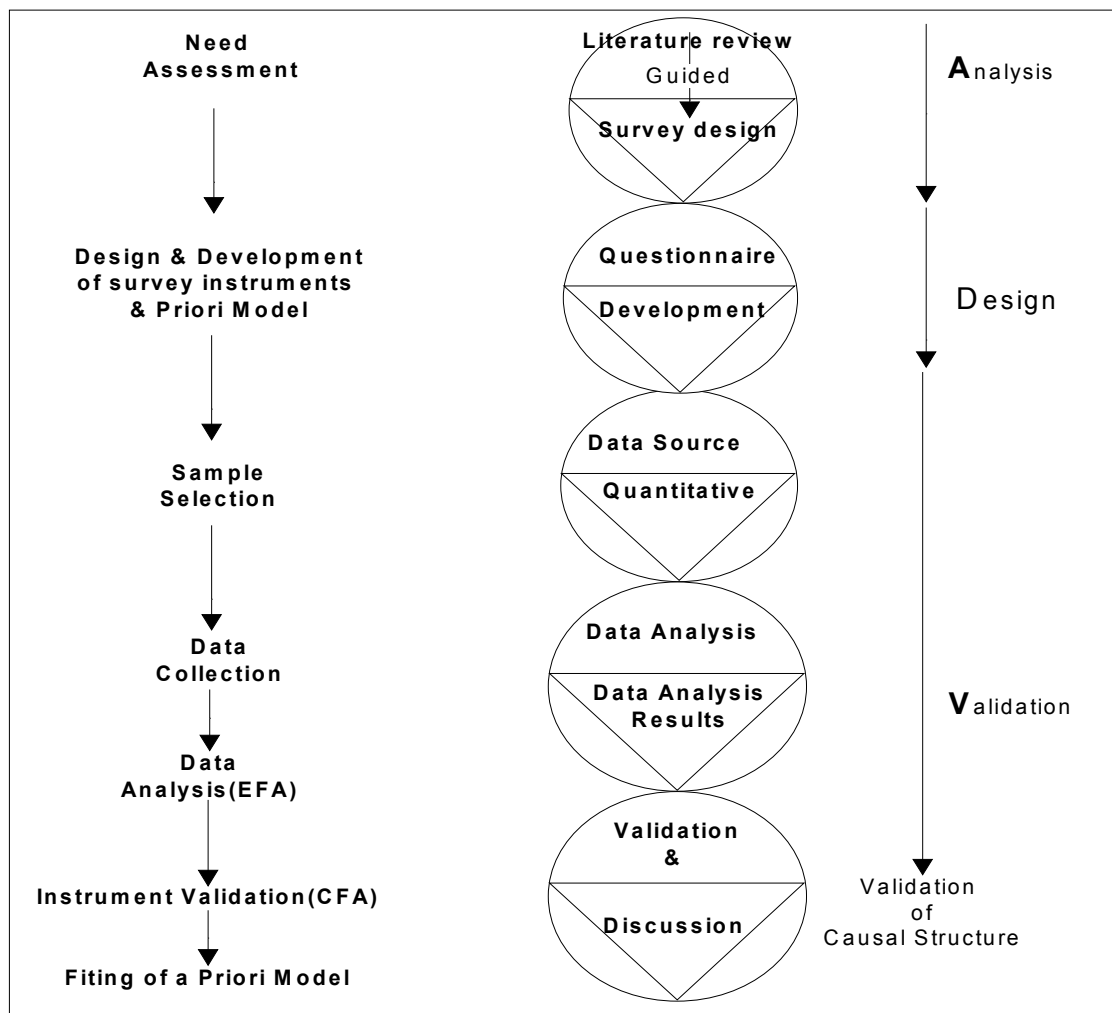 Need
Assessment
Design & Development
of survey instruments
& Priori Model
Sample
Selection
Data
Collection
Data
Analysis(EFA)
Instrument Validation(CFA)
Fiting of a Priori Model
Literature review
Guided
Survey design
Questionnaire
Development
Data Source
Quantitative
Data Analysis
Data Analysis
Results
Validation
&
Discussion
Analysis
Design
Validation
Validation
of
Causal Structure